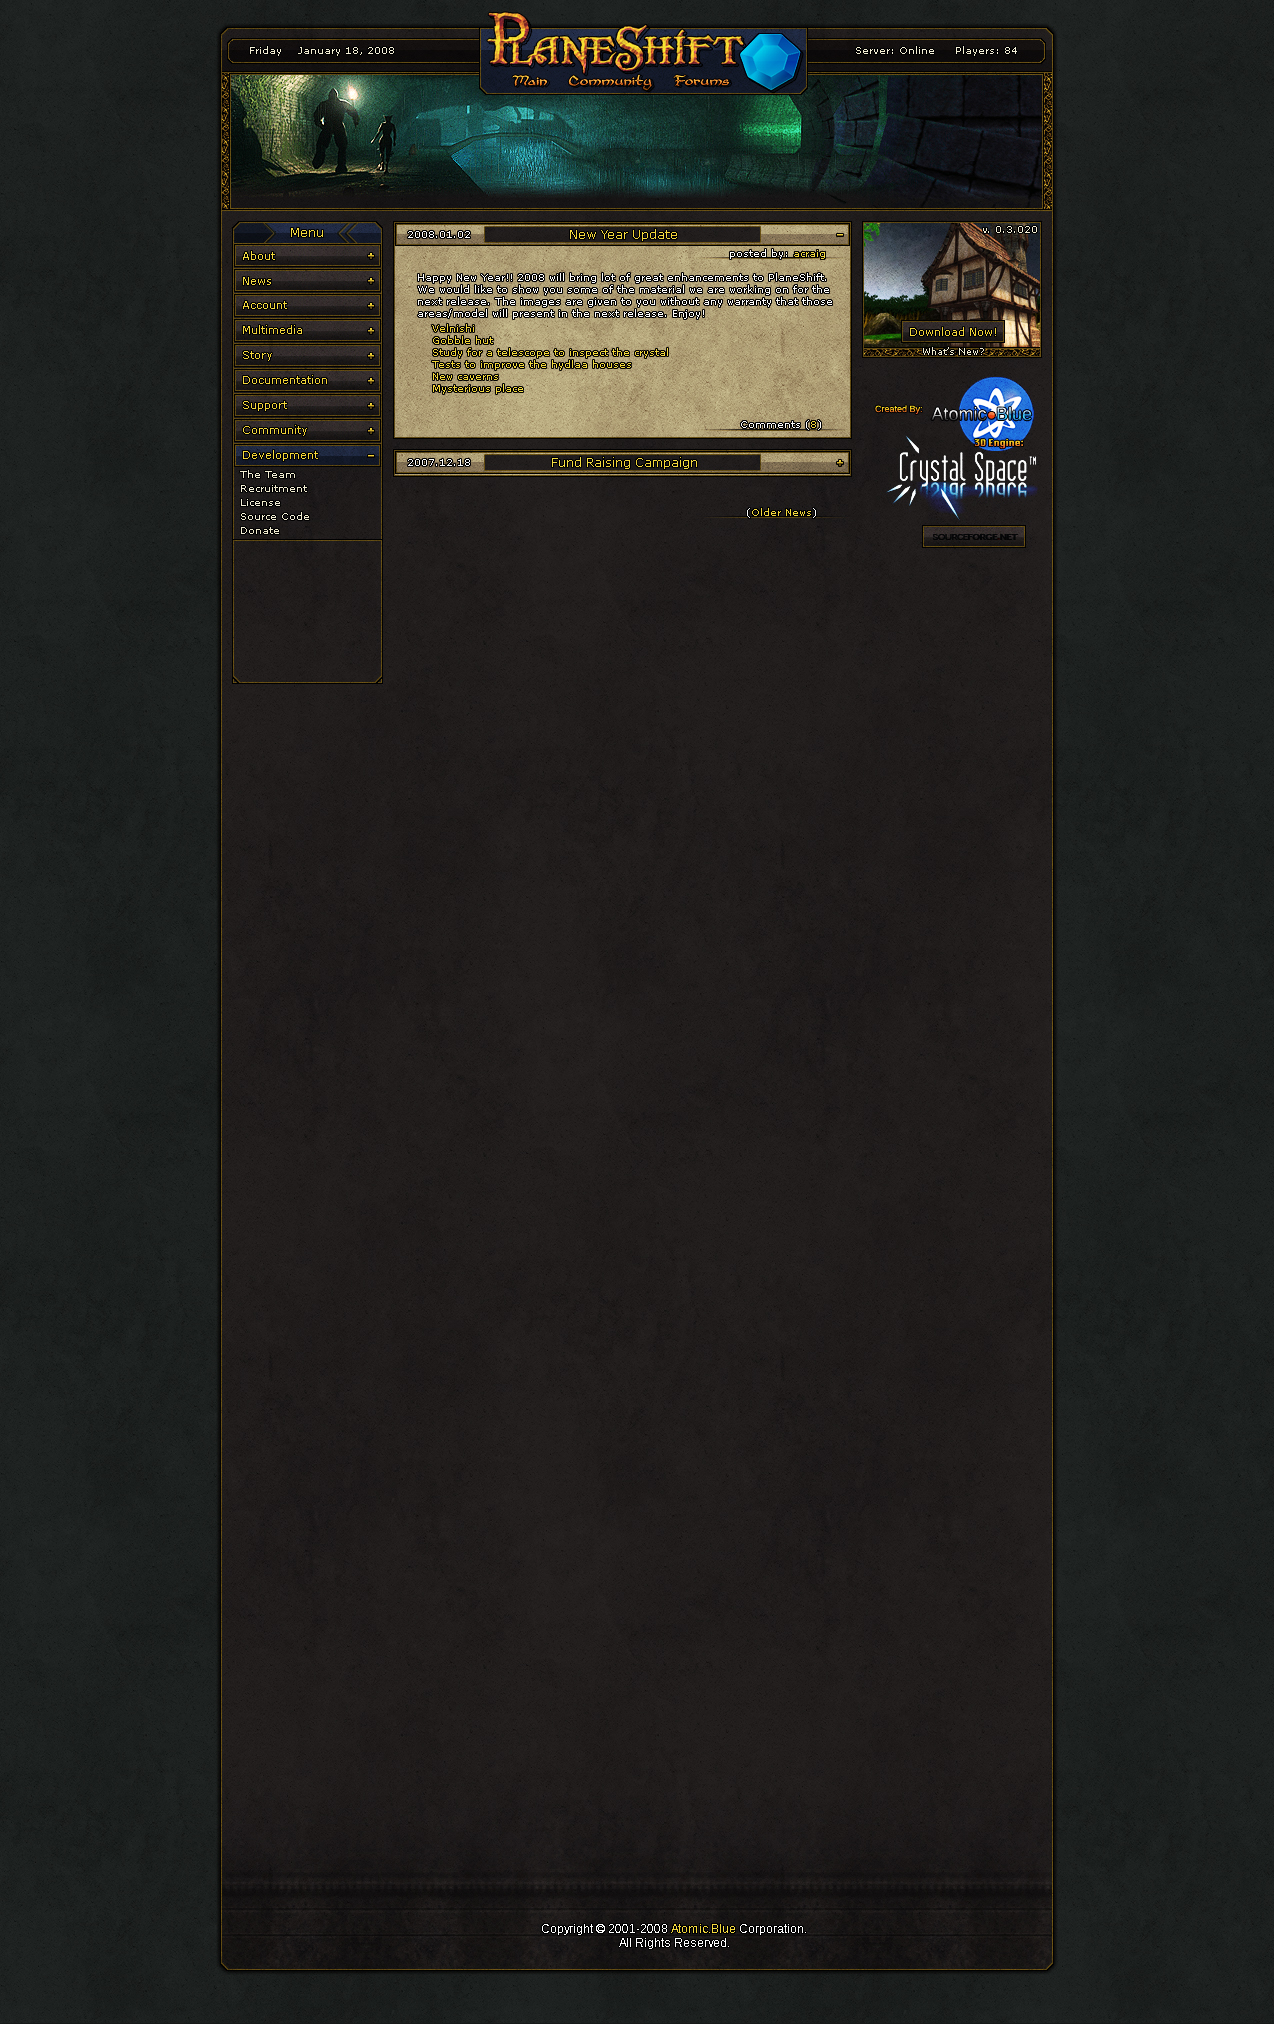 PLANESHIFT
Friday January 18, 2008
Server: Online Players: 84
Main Community Forums
Menu
About
News
Account
Multimedia
Story
Documentation
Support
Community
Development
The Team
Recruitment
License
Source Code
Donate
2008.01.02 New Year Update
posted by: acraig
Happy New Year!! 2008 will bring lot of great enhancements to PlaneShift.
We would like to show you some of the material we are working on for the
next release. The images are given to you without any warranty that those
areas/model will present in the next release. Enjoy!
Velnishi
Gobble hut
Study for a telescope to inspect the crystal
Tests to improve the hydlaa houses
New caverns
Mysterious place
Comments (8)
2007.12.18 Fund Raising Campaign
(Older News)
v. 0.3.020
Download Now!
What's New?
Created By: Atomic Blue
3D Engine:
Crystal Space™
SOURCEFORGE.NET
Copyright © 2001-2008 Atomic Blue Corporation.
All Rights Reserved.